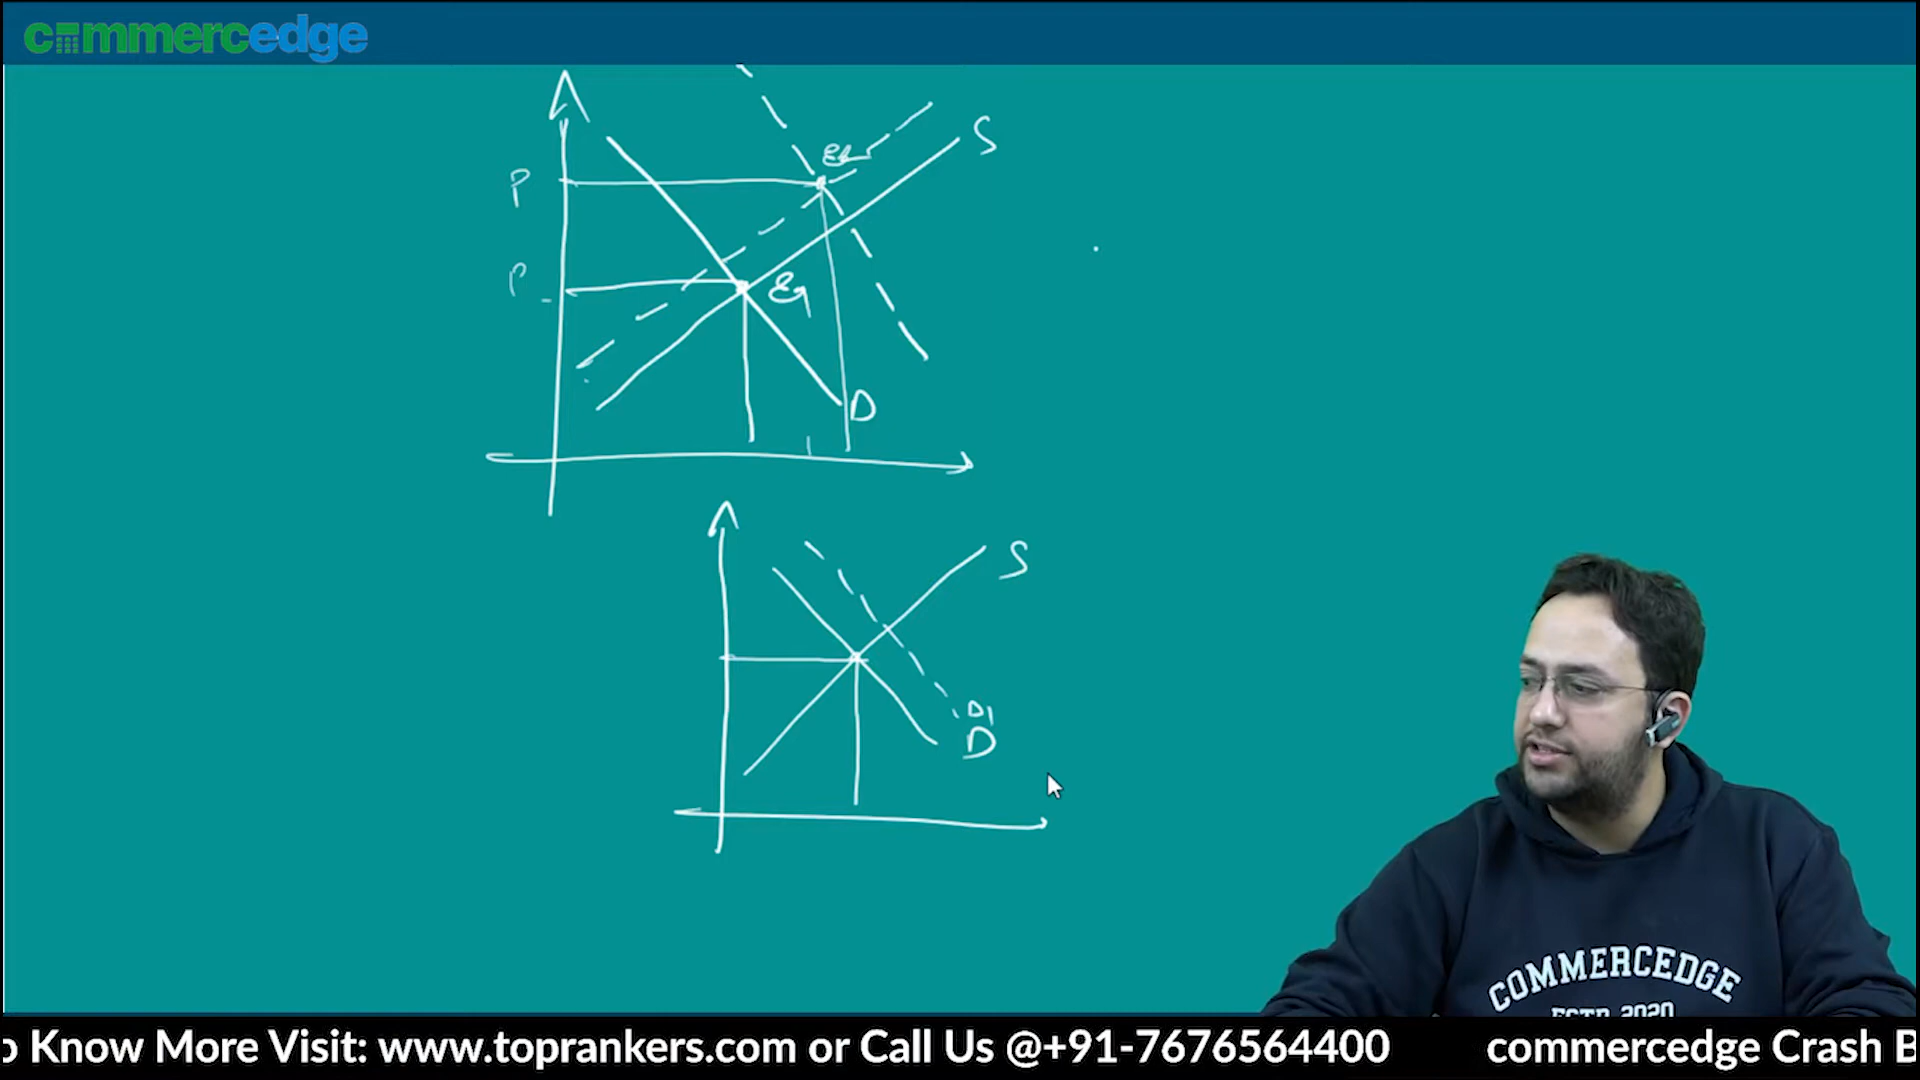 commercedge
S
P
E2
P
E1
D
S
D1
D
COMMERCEDGE
ESTD 2020
o Know More Visit: www.toprankers.com or Call Us @+91-7676564400 commercedge Crash B